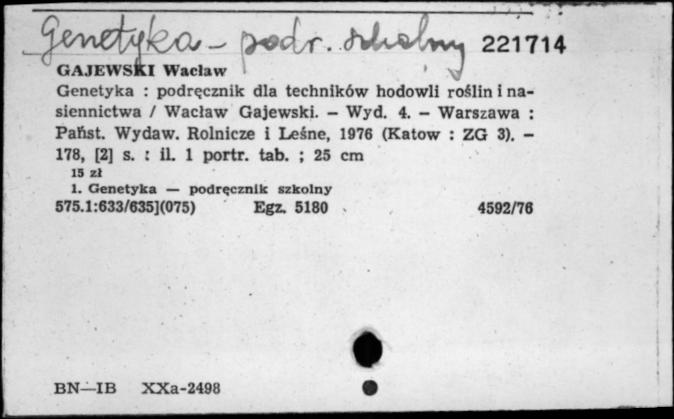 Genetyka - podr. szkolny 221714
GAJEWSKI Wacław
Genetyka : podręcznik dla techników hodowli roślin i na-
siennictwa / Wacław Gajewski. – Wyd. 4. – Warszawa :
Państ. Wydaw. Rolnicze i Leśne, 1976 (Katow : ZG 3). –
178, [2] s. : il. 1 portr. tab. ; 25 cm
15 zł
1. Genetyka — podręcznik szkolny
575.1:633/635](075) Egz. 5180 4592/76
BN—IB XXa-2498